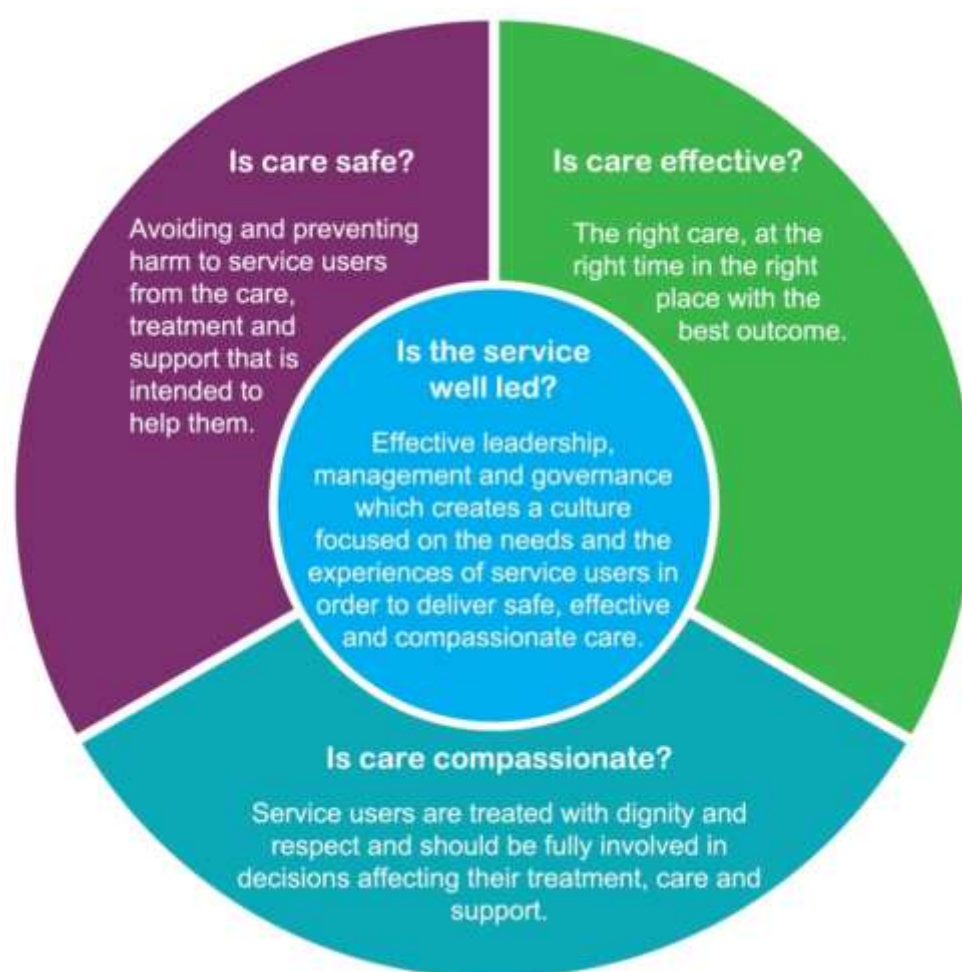 Is care safe?
Avoiding and preventing
harm to service users
from the care,
treatment and
support that is
intended to
help them.
Is care effective?
The right care, at the
right time in the right
place with the
best outcome.
Is the service
well led?
Effective leadership,
management and governance
which creates a culture
focused on the needs and the
experiences of service users in
order to deliver safe, effective
and compassionate care.
Is care compassionate?
Service users are treated with dignity and
respect and should be fully involved in
decisions affecting their treatment, care and
support.